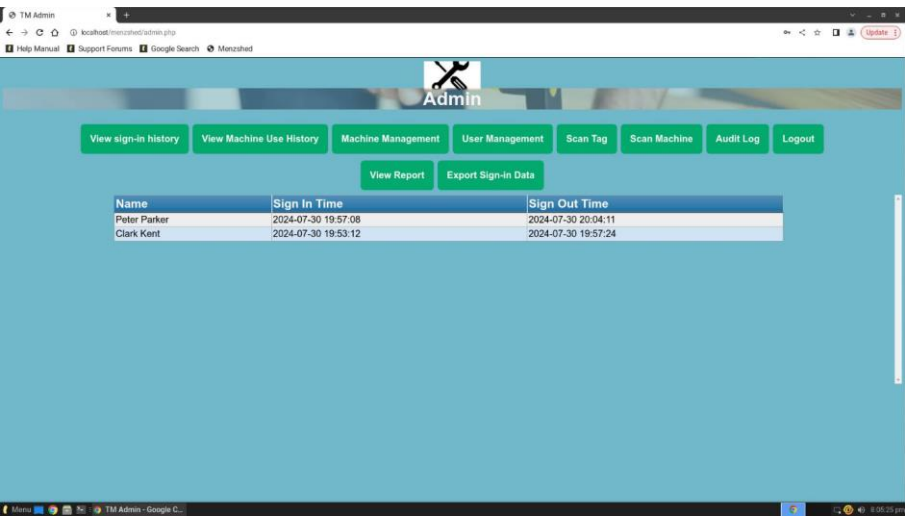 TM Admin
localhost/menzshed/admin.php
Update
Help Manual
Support Forums
Google Search
Menzshed
Admin
View sign-in history
View Machine Use History
Machine Management
User Management
Scan Tag
Scan Machine
Audit Log
Logout
View Report
Export Sign-in Data
Name Sign In Time Sign Out Time
Peter Parker 2024-07-30 19:57:08 2024-07-30 20:04:11
Clark Kent 2024-07-30 19:53:12 2024-07-30 19:57:24
Menu TM Admin - Google C... 8:05:25 pm